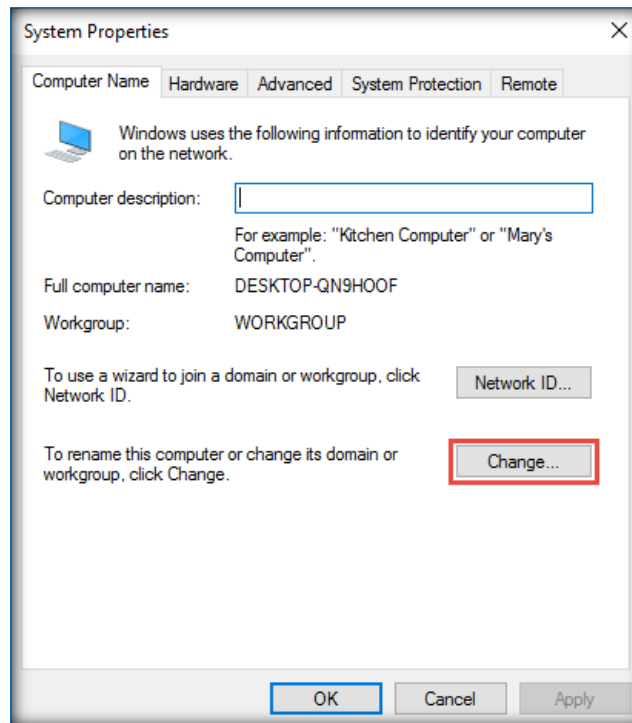 System Properties
Computer Name Hardware Advanced System Protection Remote
Windows uses the following information to identify your computer
on the network.
Computer description:
For example: "Kitchen Computer" or "Mary's
Computer".
Full computer name: DESKTOP-QN9HOOF
Workgroup: WORKGROUP
To use a wizard to join a domain or workgroup, click
Network ID.
Network ID...
To rename this computer or change its domain or
workgroup, click Change.
Change...
OK Cancel Apply